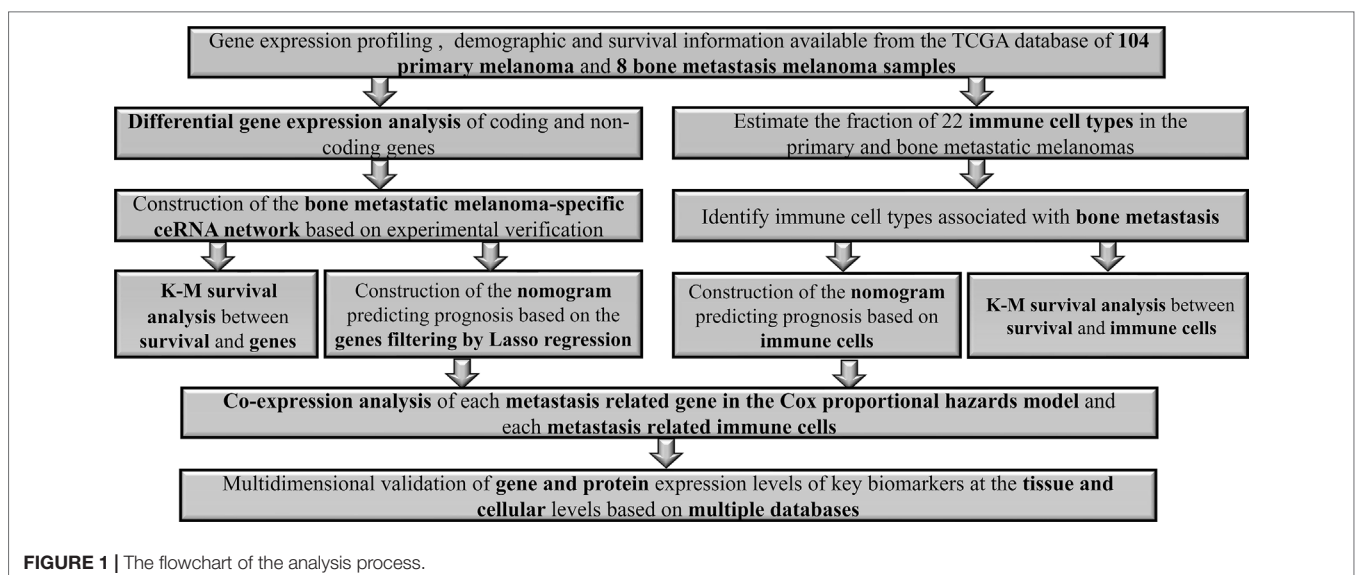 Gene expression profiling , demographic and survival information available from the TCGA database of 104
primary melanoma and 8 bone metastasis melanoma samples
Differential gene expression analysis of coding and non-
coding genes
Estimate the fraction of 22 immune cell types in the
primary and bone metastatic melanomas
Construction of the bone metastatic melanoma-specific
ceRNA network based on experimental verification
Identify immune cell types associated with bone metastasis
K-M survival
analysis between
survival and genes
Construction of the nomogram
predicting prognosis based on the
genes filtering by Lasso regression
Construction of the nomogram
predicting prognosis based on
immune cells
K-M survival analysis between
survival and immune cells
Co-expression analysis of each metastasis related gene in the Cox proportional hazards model and
each metastasis related immune cells
Multidimensional validation of gene and protein expression levels of key biomarkers at the tissue and
cellular levels based on multiple databases
FIGURE 1 | The flowchart of the analysis process.